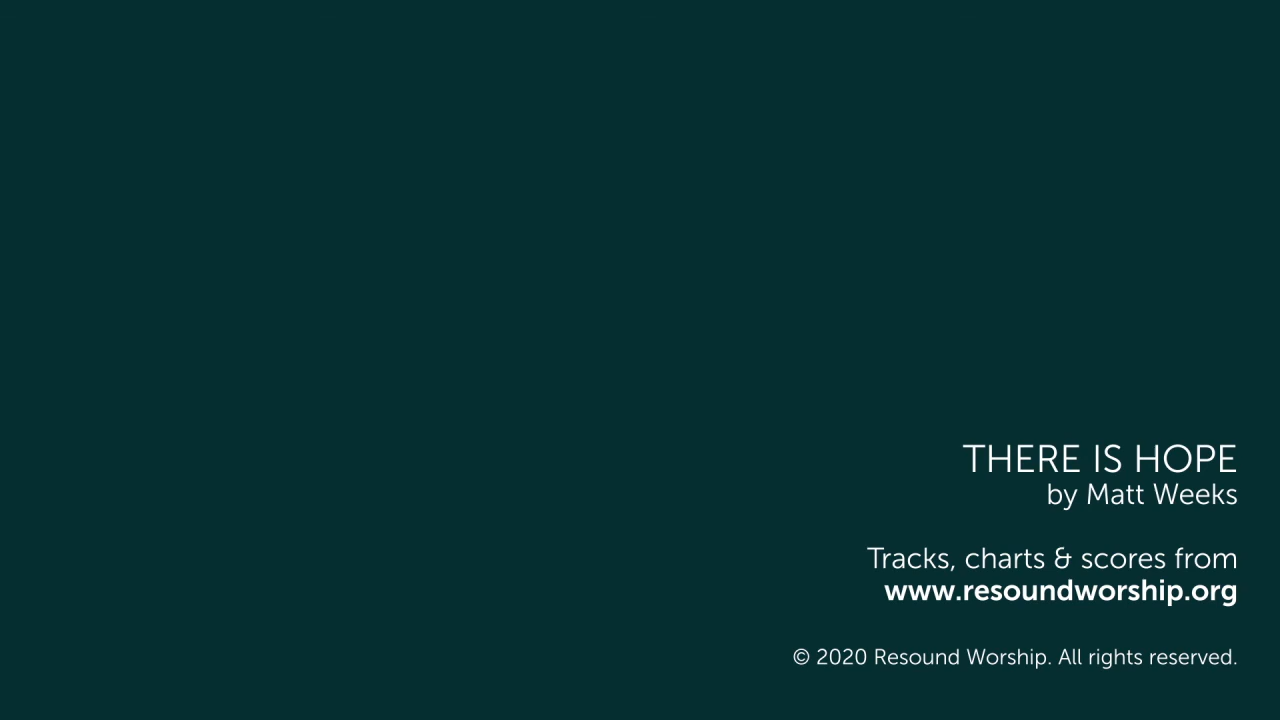 THERE IS HOPE
by Matt Weeks
Tracks, charts & scores from
www.resoundworship.org
© 2020 Resound Worship. All rights reserved.